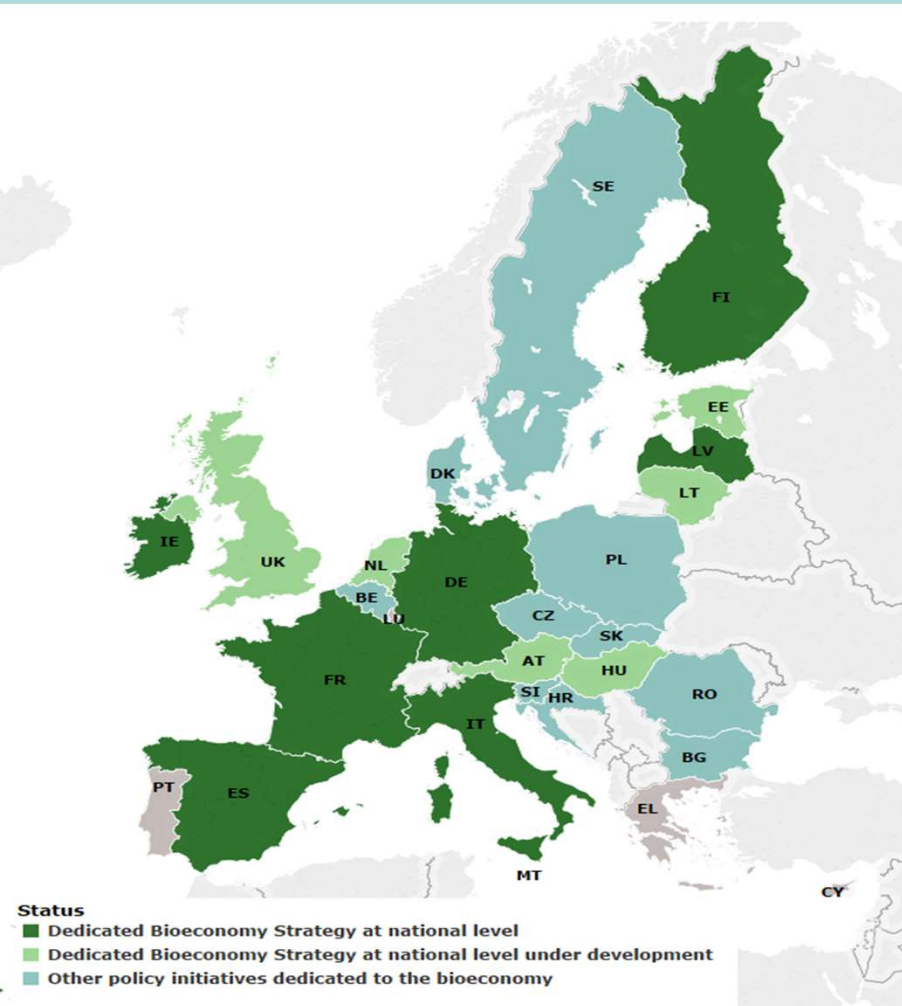 SE
FI
EE
LV
DK
LT
IE
UK
NL
PL
DE
BE
CZ
LU
SK
AT
HU
FR
SI
HR
RO
IT
BG
PT
ES
EL
MT
CY
Status
Dedicated Bioeconomy Strategy at national level
Dedicated Bioeconomy Strategy at national level under development
Other policy initiatives dedicated to the bioeconomy